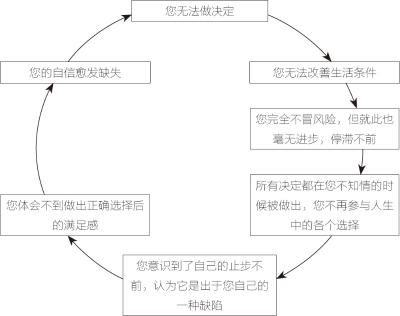 您无法做决定
您无法改善生活条件
您完全不冒风险，但就此也
毫无进步，停滞不前
所有决定都在您不知情的时
候被做出，您不再参与人生
中的各个选择
您意识到了自己的止步不
前，认为它是出于您自己的
一种缺陷
您体会不到做出正确选择后
的满足感
您的自信愈发缺失